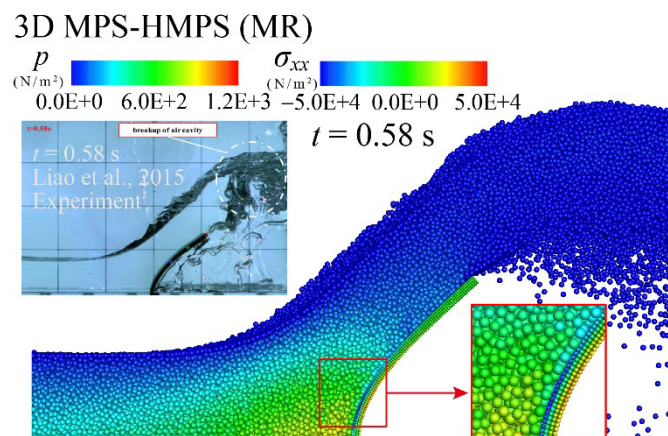 3D MPS-HMPS (MR)
p
(N/m²)
0.0E+0 6.0E+2 1.2E+3
σxx
(N/m²)
−5.0E+4 0.0E+0 5.0E+4
t=0.58s
breakup of air cavity
t = 0.58 s
Liao et al., 2015
Experiment
t = 0.58 s